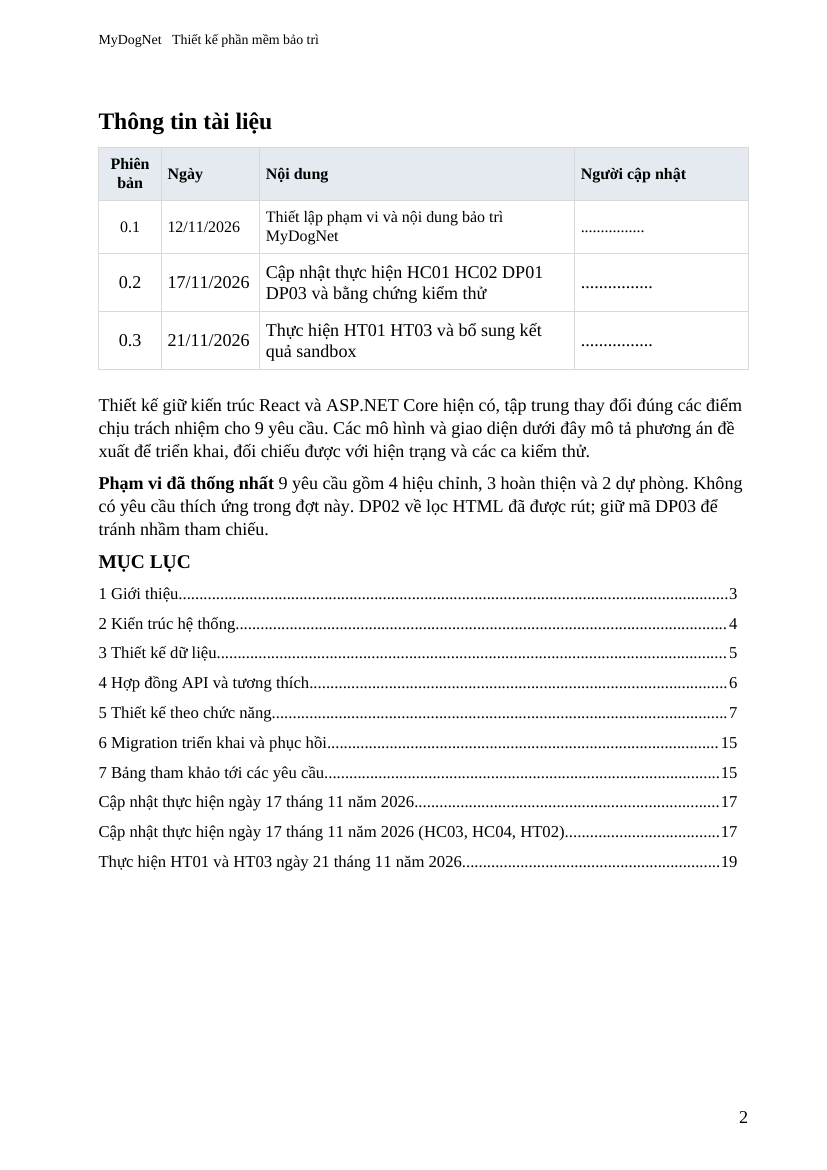 MyDogNet   Thiết kế phần mềm bảo trì
Thông tin tài liệu
Phiên bản | Ngày | Nội dung | Người cập nhật
0.1 | 12/11/2026 | Thiết lập phạm vi và nội dung bảo trì MyDogNet | ................
0.2 | 17/11/2026 | Cập nhật thực hiện HC01 HC02 DP01 DP03 và bằng chứng kiểm thử | ................
0.3 | 21/11/2026 | Thực hiện HT01 HT03 và bổ sung kết quả sandbox | ................
Thiết kế giữ kiến trúc React và ASP.NET Core hiện có, tập trung thay đổi đúng các điểm
chịu trách nhiệm cho 9 yêu cầu. Các mô hình và giao diện dưới đây mô tả phương án đề
xuất để triển khai, đối chiếu được với hiện trạng và các ca kiểm thử.
Phạm vi đã thống nhất 9 yêu cầu gồm 4 hiệu chỉnh, 3 hoàn thiện và 2 dự phòng. Không
có yêu cầu thích ứng trong đợt này. DP02 về lọc HTML đã được rút; giữ mã DP03 để
tránh nhầm tham chiếu.
MỤC LỤC
1 Giới thiệu....................3
2 Kiến trúc hệ thống....................4
3 Thiết kế dữ liệu....................5
4 Hợp đồng API và tương thích....................6
5 Thiết kế theo chức năng....................7
6 Migration triển khai và phục hồi....................15
7 Bảng tham khảo tới các yêu cầu....................15
Cập nhật thực hiện ngày 17 tháng 11 năm 2026....................17
Cập nhật thực hiện ngày 17 tháng 11 năm 2026 (HC03, HC04, HT02)....................17
Thực hiện HT01 và HT03 ngày 21 tháng 11 năm 2026....................19
2